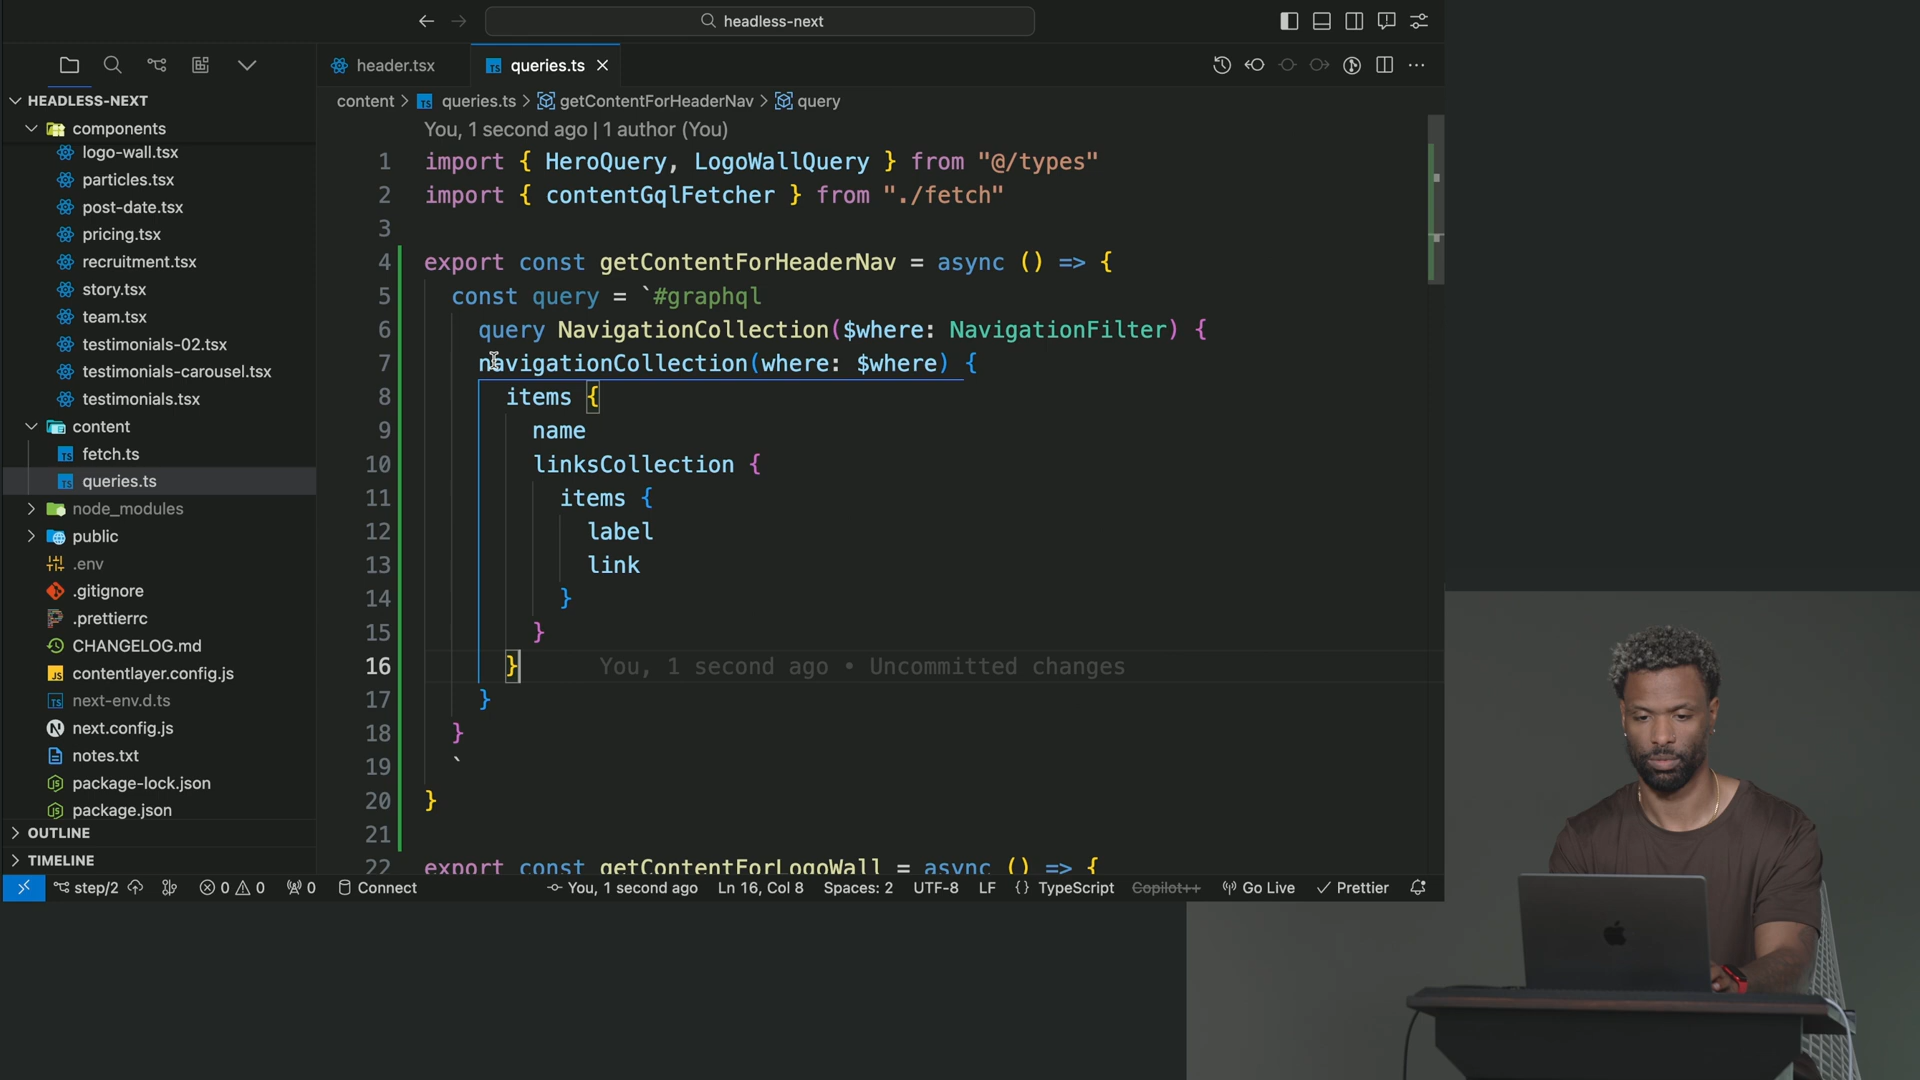 headless-next
header.tsx
queries.ts
HEADLESS-NEXT
components
logo-wall.tsx
particles.tsx
post-date.tsx
pricing.tsx
recruitment.tsx
story.tsx
team.tsx
testimonials-02.tsx
testimonials-carousel.tsx
testimonials.tsx
content
fetch.ts
queries.ts
node_modules
public
.env
.gitignore
.prettierrc
CHANGELOG.md
contentlayer.config.js
next-env.d.ts
next.config.js
notes.txt
package-lock.json
package.json
OUTLINE
TIMELINE
content > queries.ts > getContentForHeaderNav > query
You, 1 second ago | 1 author (You)
1 import { HeroQuery, LogoWallQuery } from "@/types"
2 import { contentGqlFetcher } from "./fetch"
3
4 export const getContentForHeaderNav = async () => {
5 const query = `#graphql
6 query NavigationCollection($where: NavigationFilter) {
7 navigationCollection(where: $where) {
8 items {
9 name
10 linksCollection {
11 items {
12 label
13 link
14 }
15 }
16 } You, 1 second ago • Uncommitted changes
17 }
18 }
19 `
20 }
21
22 export const getContentForLogoWall = async () => {
step/2 0 0 0 Connect You, 1 second ago Ln 16, Col 8 Spaces: 2 UTF-8 LF {} TypeScript Copilot++ Go Live Prettier